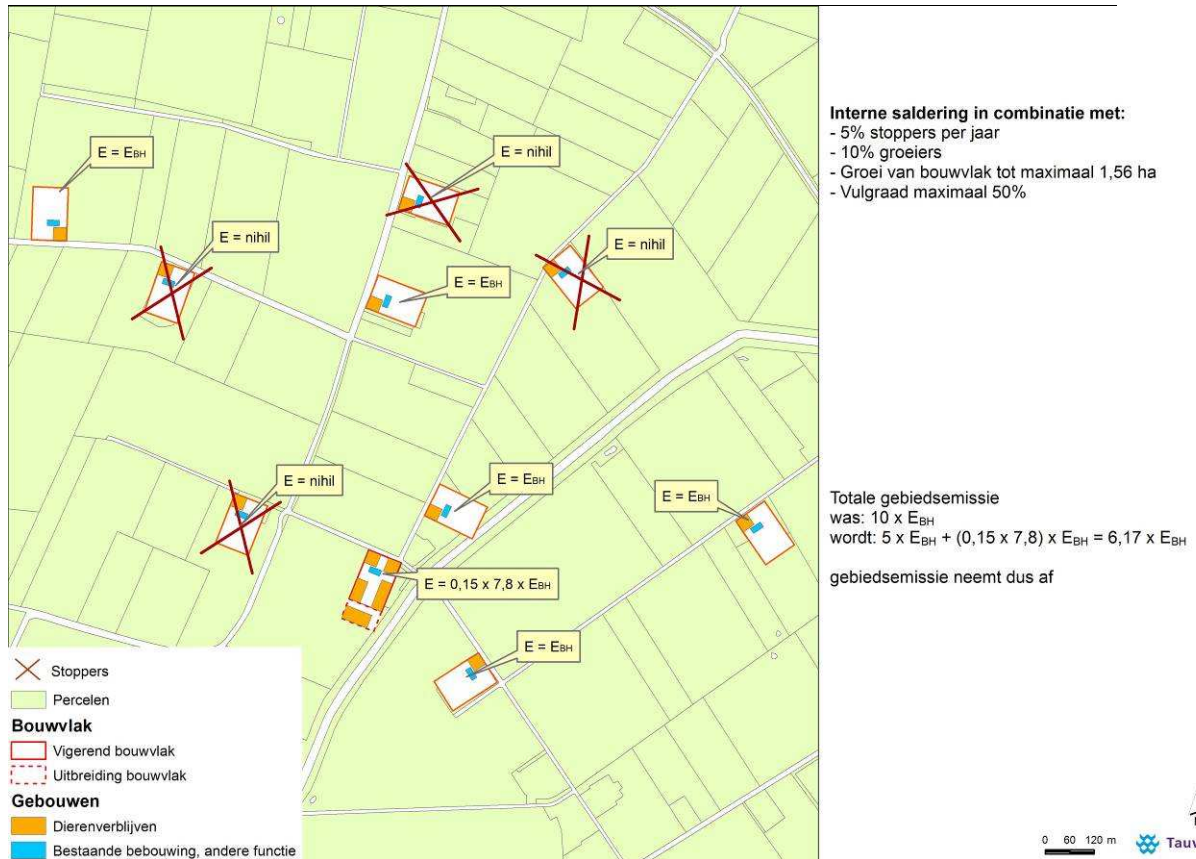 Interne saldering in combinatie met:
- 5% stoppers per jaar
- 10% groeiers
- Groei van bouwvlak tot maximaal 1,56 ha
- Vulgraad maximaal 50%
E = EBH
E = nihil
E = nihil
E = nihil
E = EBH
E = nihil
E = EBH
E = EBH
E = 0,15 x 7,8 x EBH
E = EBH
Totale gebiedsemissie
was: 10 x EBH
wordt: 5 x EBH + (0,15 x 7,8) x EBH = 6,17 x EBH
gebiedsemissie neemt dus af
Stoppers
Percelen
Bouwvlak
Vigerend bouwvlak
Uitbreiding bouwvlak
Gebouwen
Dierenverblijven
Bestaande bebouwing, andere functie
0 60 120 m